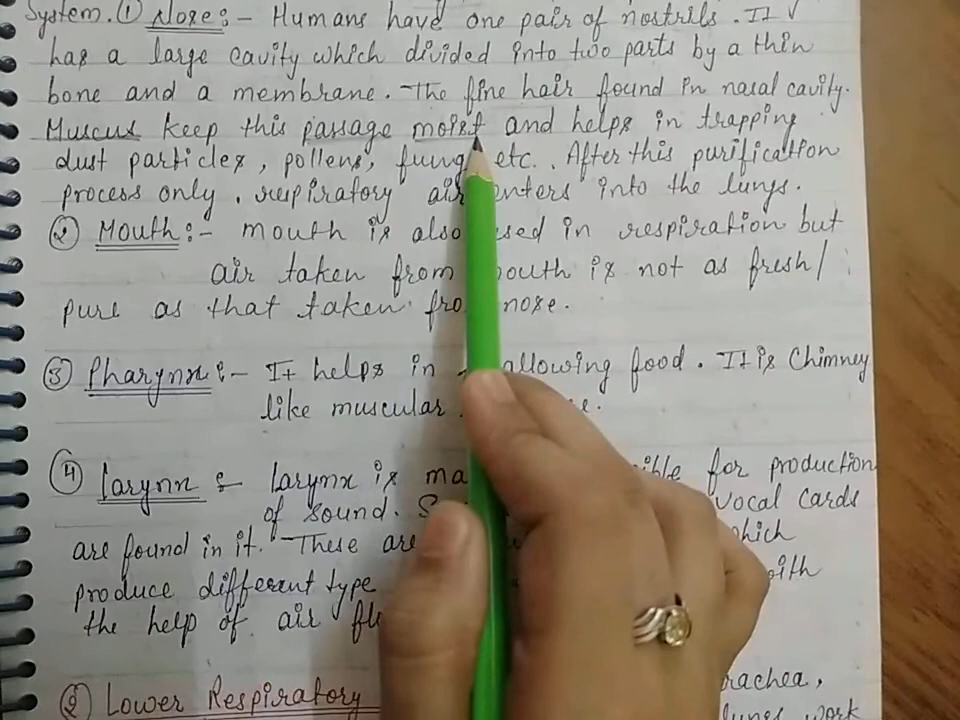 System. ① Nose :- Humans have one pair of nostrils. It
has a large cavity which divided into two parts by a thin
bone and a membrane. The fine hair found in nasal cavity.
Muscus keep this passage moist and helps in trapping
dust particles, pollens, fung etc. After this purification
process only. respiratory air enters into the lungs.
② Mouth :- mouth is also used in respiration but
air taken from mouth is not as fresh/
pure as that taken from nose.
③ Pharynx :- It helps in swallowing food. It is Chimney
like muscular
④ larynx :- larynx is for production
of sound. vocal cards
are found in it. These are which
produce different type with
the help of air
② Lower Respiratory trachea,
lungs work